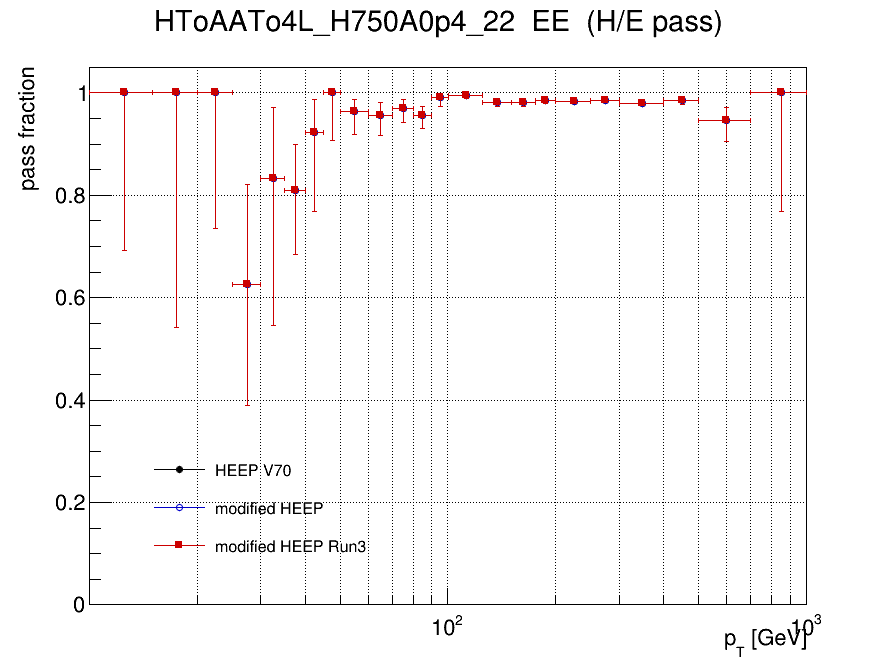 HToAATo4L_H750A0p4_22 EE (H/E pass)
pass fraction
1
0.8
0.6
0.4
0.2
0
HEEP V70
modified HEEP
modified HEEP Run3
10²
10³
p_T [GeV]